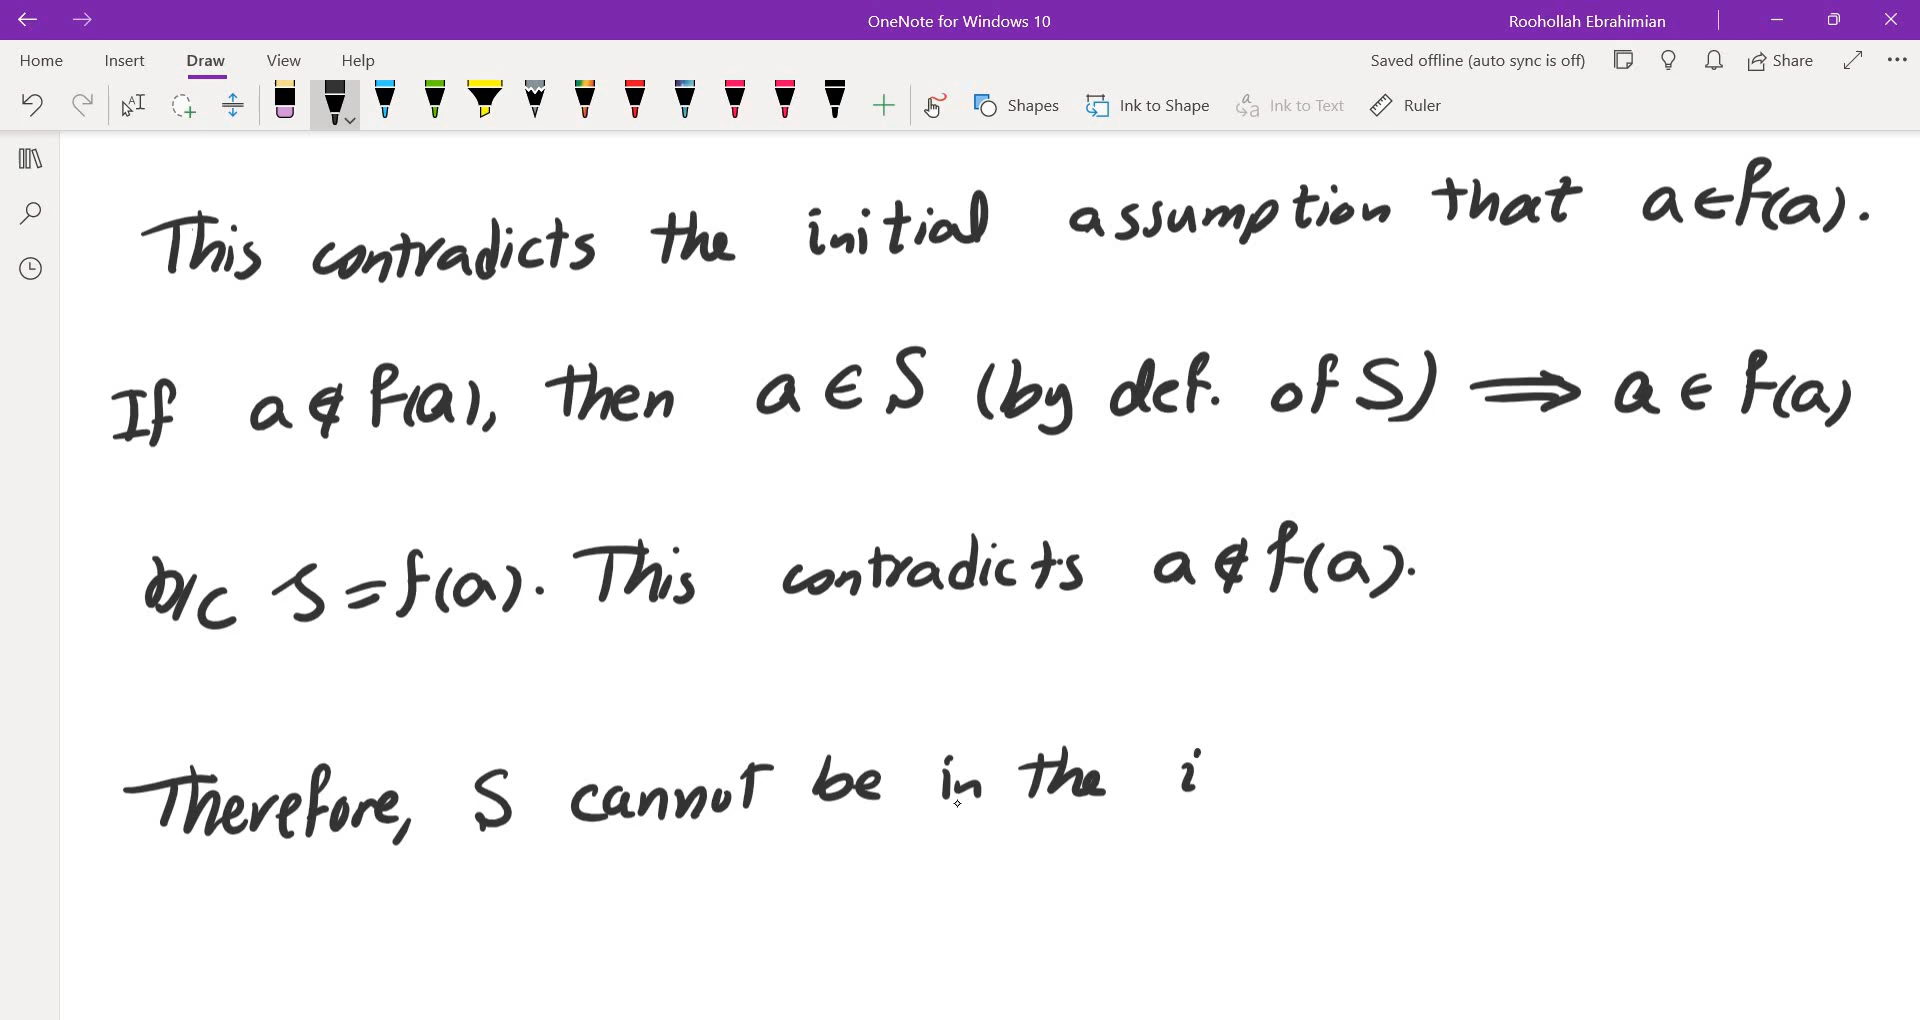 OneNote for Windows 10
Roohollah Ebrahimian
Home Insert Draw View Help
Saved offline (auto sync is off) Share
Shapes Ink to Shape Ink to Text Ruler
This contradicts the initial assumption that a ∈ f(a).
If a ∉ f(a), then a ∈ S (by def. of S) ⟹ a ∈ f(a)
b/c S = f(a). This contradicts a ∉ f(a).
Therefore, S cannot be in the i